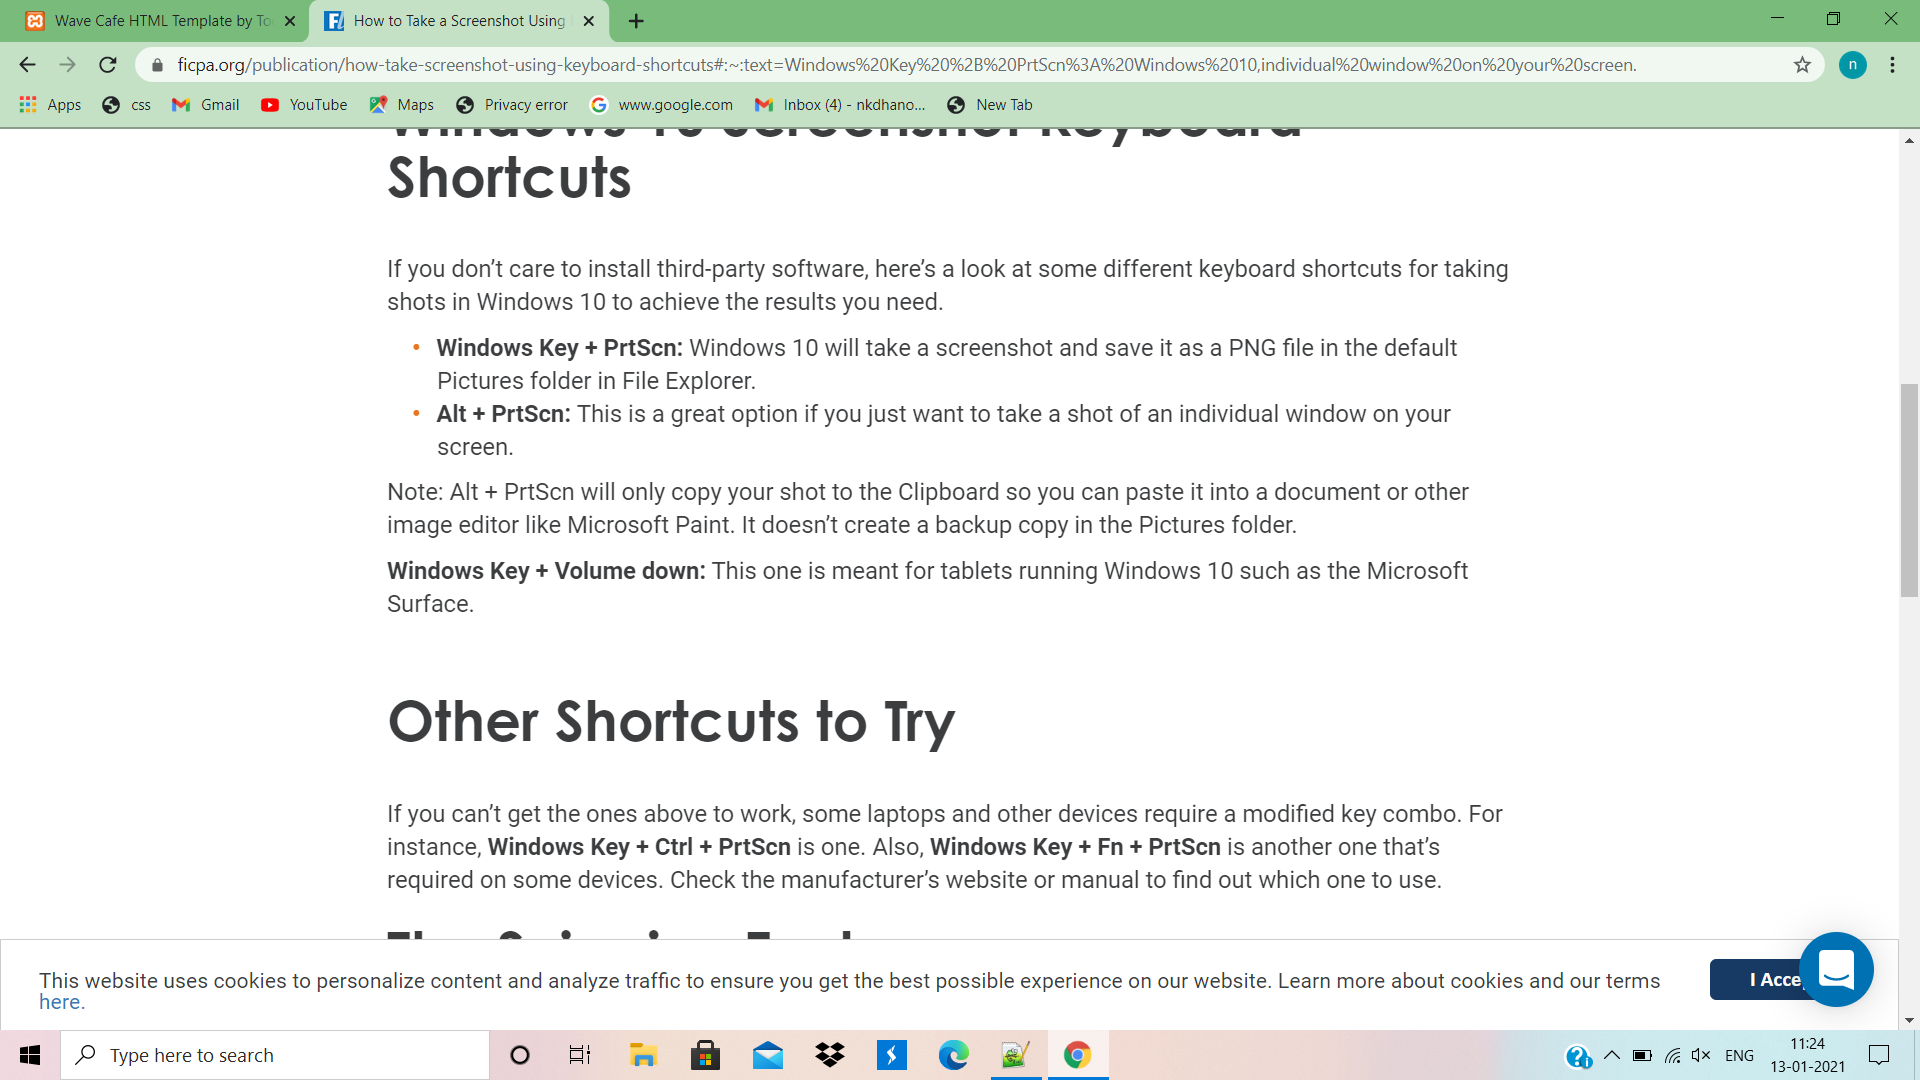 Wave Cafe HTML Template by To
How to Take a Screenshot Using
ficpa.org/publication/how-take-screenshot-using-keyboard-shortcuts#:~:text=Windows%20Key%20%2B%20PrtScn%3A%20Windows%2010,individual%20window%20on%20your%20screen.
n
Apps css Gmail YouTube Maps Privacy error www.google.com Inbox (4) - nkdhano... New Tab
Windows 10 Screenshot Keyboard
Shortcuts
If you don’t care to install third-party software, here’s a look at some different keyboard shortcuts for taking
shots in Windows 10 to achieve the results you need.
• Windows Key + PrtScn: Windows 10 will take a screenshot and save it as a PNG file in the default
Pictures folder in File Explorer.
• Alt + PrtScn: This is a great option if you just want to take a shot of an individual window on your
screen.
Note: Alt + PrtScn will only copy your shot to the Clipboard so you can paste it into a document or other
image editor like Microsoft Paint. It doesn’t create a backup copy in the Pictures folder.
Windows Key + Volume down: This one is meant for tablets running Windows 10 such as the Microsoft
Surface.
Other Shortcuts to Try
If you can’t get the ones above to work, some laptops and other devices require a modified key combo. For
instance, Windows Key + Ctrl + PrtScn is one. Also, Windows Key + Fn + PrtScn is another one that’s
required on some devices. Check the manufacturer’s website or manual to find out which one to use.
This website uses cookies to personalize content and analyze traffic to ensure you get the best possible experience on our website. Learn more about cookies and our terms
here.
I Acce
Type here to search
ENG
11:24
13-01-2021